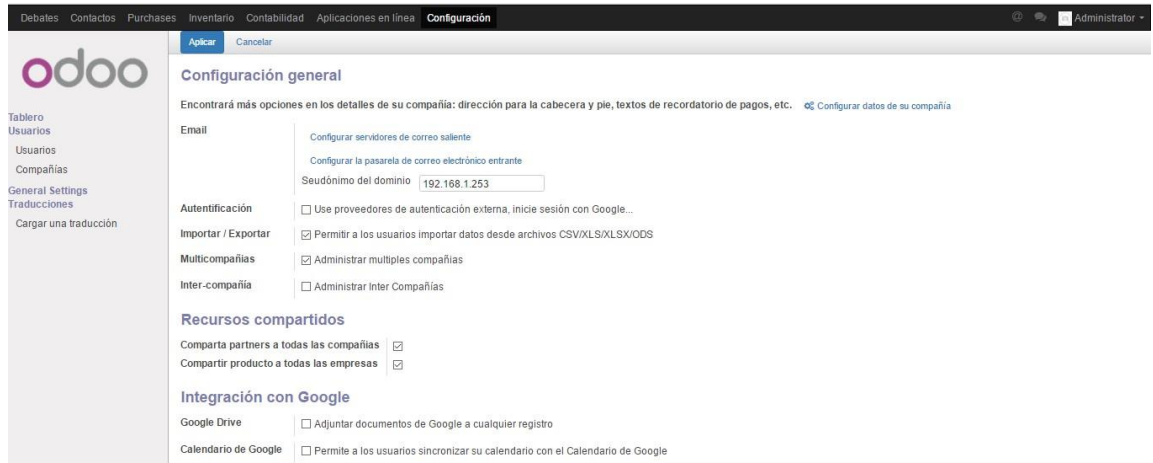 Debates Contactos Purchases Inventario Contabilidad Aplicaciones en línea Configuración @ Administrator
Aplicar Cancelar
odoo
Configuración general
Encontrará más opciones en los detalles de su compañía: dirección para la cabecera y pie, textos de recordatorio de pagos, etc. Configurar datos de su compañía
Tablero
Usuarios
Usuarios
Compañías
General Settings
Traducciones
Cargar una traducción
Email
Configurar servidores de correo saliente
Configurar la pasarela de correo electrónico entrante
Seudónimo del dominio 192.168.1.253
Autentificación Use proveedores de autenticación externa, inicie sesión con Google...
Importar / Exportar Permitir a los usuarios importar datos desde archivos CSV/XLS/XLSX/ODS
Multicompañias Administrar multiples compañias
Inter-compañía Administrar Inter Compañías
Recursos compartidos
Comparta partners a todas las compañias
Compartir producto a todas las empresas
Integración con Google
Google Drive Adjuntar documentos de Google a cualquier registro
Calendario de Google Permite a los usuarios sincronizar su calendario con el Calendario de Google